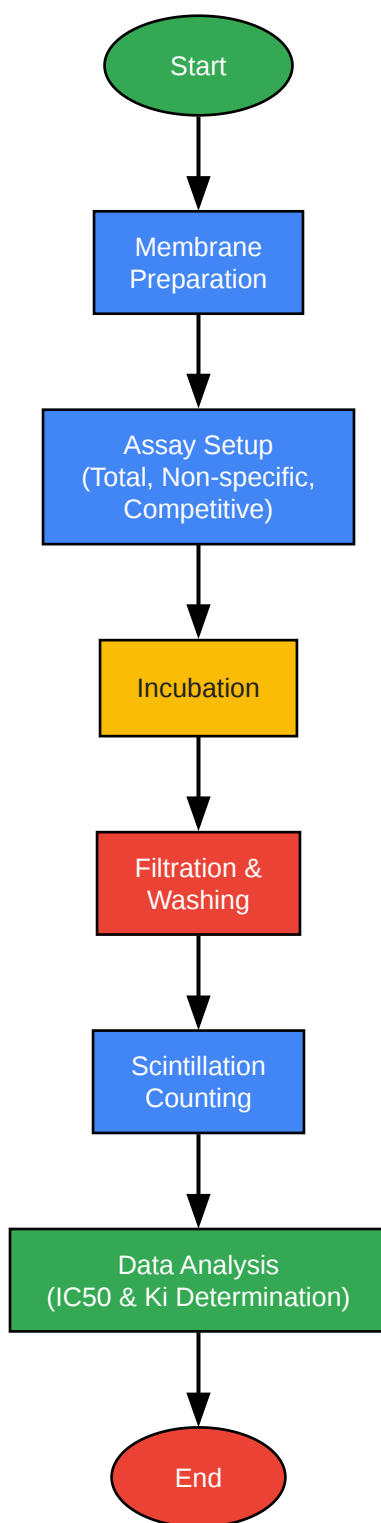 Start
Membrane
Preparation
Assay Setup
(Total, Non-specific,
Competitive)
Incubation
Filtration &
Washing
Scintillation
Counting
Data Analysis
(IC50 & Ki Determination)
End